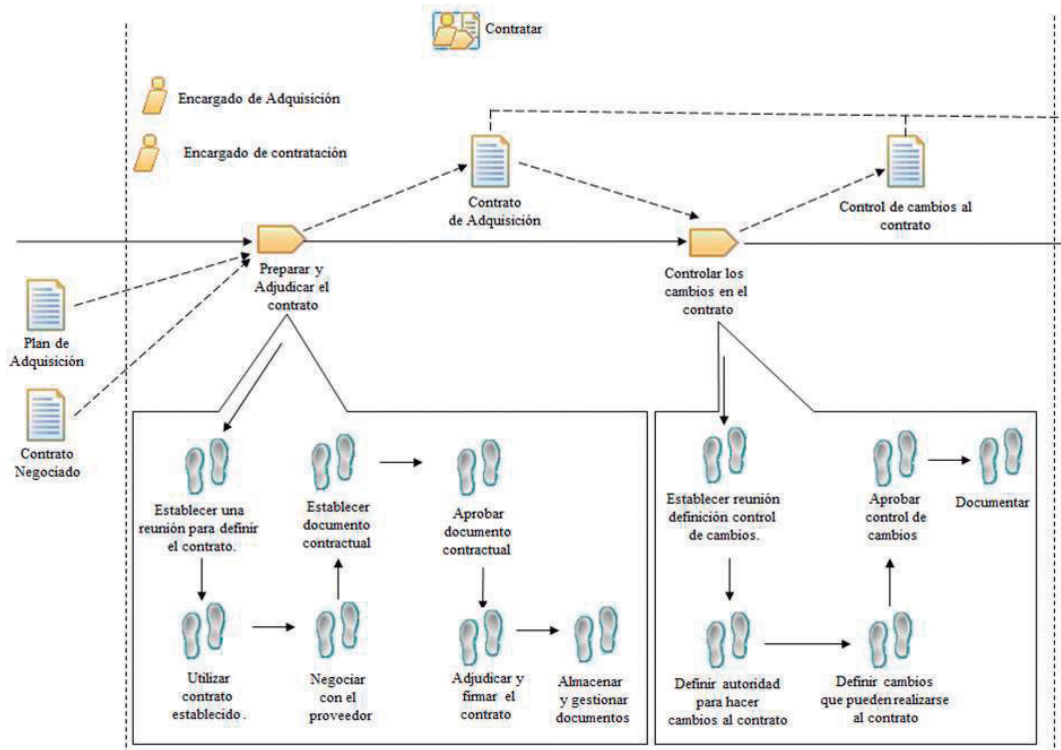 Contratar
Encargado de Adquisición
Encargado de contratación
Contrato
de Adquisición
Control de cambios al
contrato
Preparar y
Adjudicar el
contrato
Controlar los
cambios en el
contrato
Plan de
Adquisición
Contrato
Negociado
Establecer una
reunión para definir
el contrato.
Establecer
documento
contractual
Aprobar
documento
contractual
Utilizar
contrato
establecido.
Negociar
con el
proveedor
Adjudicar y
firmar el
contrato
Almacenar
y gestionar
documentos
Establecer reunión
definición control
de cambios.
Aprobar
control de
cambios
Documentar
Definir autoridad
para hacer
cambios al contrato
Definir cambios
que pueden realizarse
al contrato